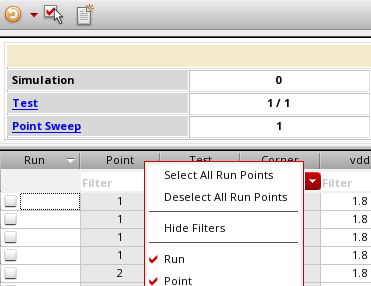 Simulation 0
Test 1 / 1
Point Sweep 1
Run Point Test Corner vdd
Filter Filter
Select All Run Points
Deselect All Run Points
Hide Filters
Run
Point
1 1.8
1 1.8
1 1.8
1 1.8
2 1.8